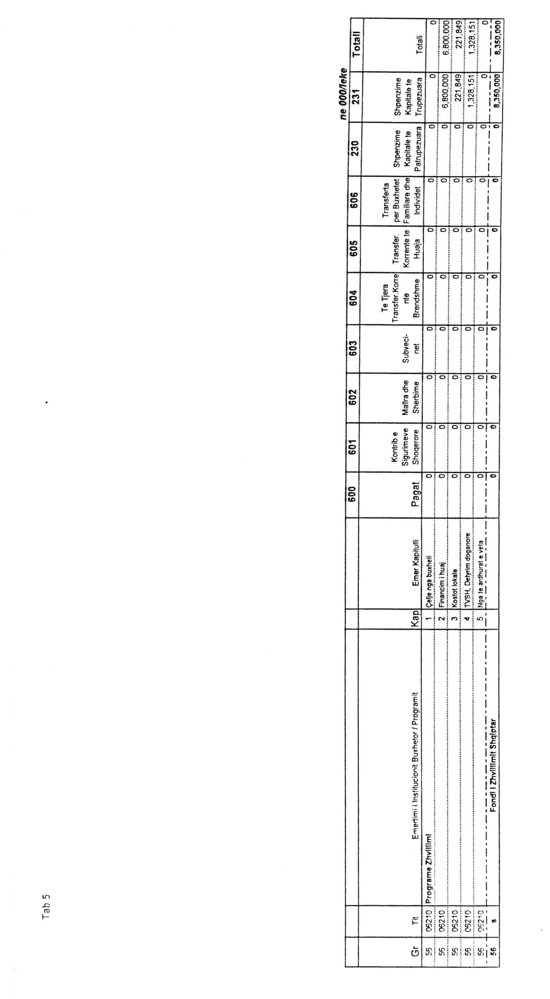 Tab 5
ne 000/leke
600 601 602 603 604 605 606 230 231 Totali
Gr Tit Emertimi i Institucionit Buxhetor / Programit Kap Emer Kapitulli Pagat Kontrib e Sigurimeve Shoqerore Mallra dhe Sherbime Subveci-net Te Tjera Transfer.Korrente Brendshme Transfer. Korrente te Huaja Transferta per Buxhetet Familiare dhe Individet Shpenzime Kapitale te Patrupezuara Shpenzime Kapitale te Trupezuara Totali
56 06210 Programe Zhvillimi 1 Çelje nga buxheti 0 0 0 0 0 0 0 0 0 0
56 06210 2 Financim i huaj 0 0 0 0 0 0 0 0 6,800,000 6,800,000
56 06210 3 Kostot lokale 0 0 0 0 0 0 0 0 221,849 221,849
56 06210 4 TVSH, Detyrim doganore 0 0 0 0 0 0 0 0 1,328,151 1,328,151
56 06210 5 Nga te ardhurat e veta 0 0 0 0 0 0 0 0 0 0
56 s Fondi i Zhvillimit Shqiptar 0 0 0 0 0 0 0 0 8,350,000 8,350,000